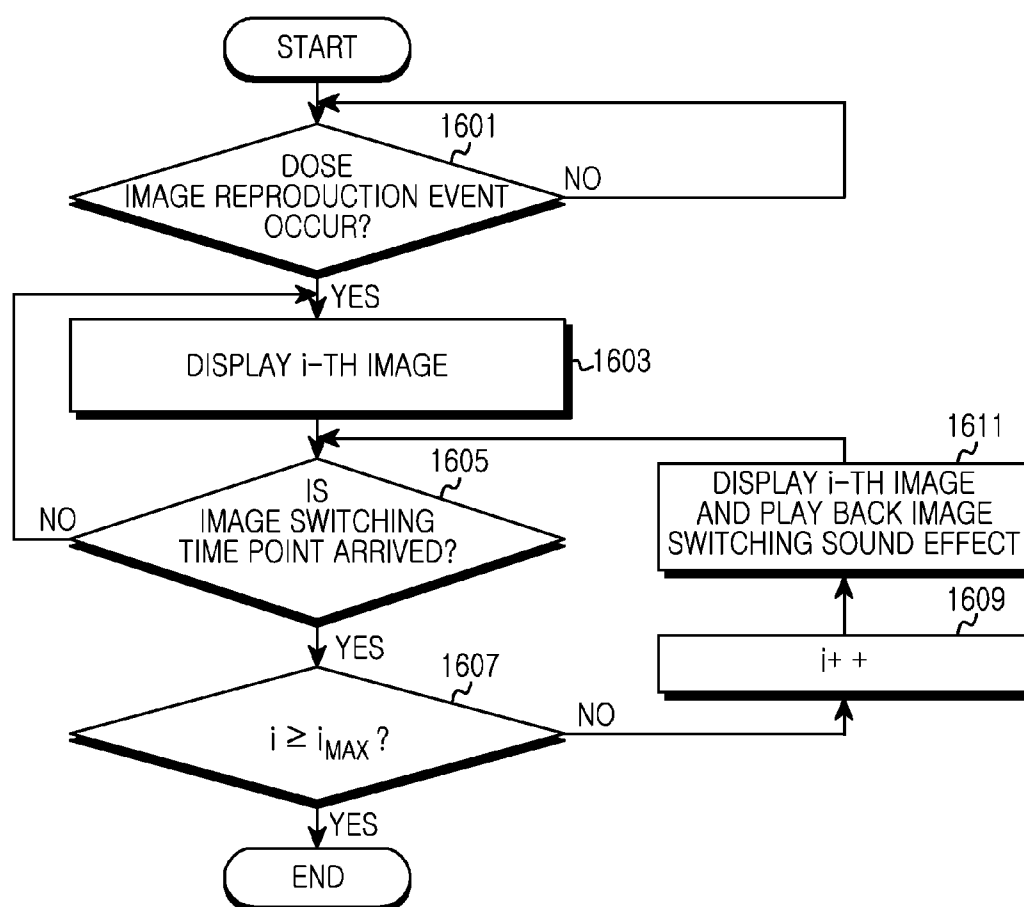 START
1601
DOSE
IMAGE REPRODUCTION EVENT
OCCUR?
NO
YES
DISPLAY i-TH IMAGE
1603
1605
IS
IMAGE SWITCHING
TIME POINT ARRIVED?
NO
YES
1611
DISPLAY i-TH IMAGE
AND PLAY BACK IMAGE
SWITCHING SOUND EFFECT
1609
i+ +
1607
i ≥ iMAX ?
NO
YES
END